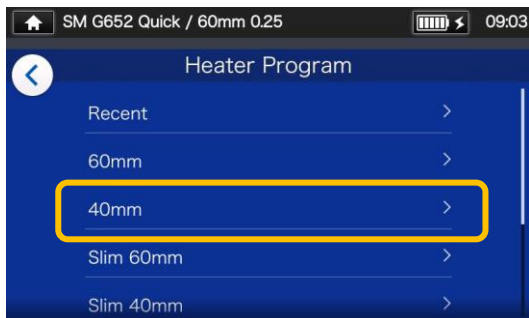 SM G652 Quick / 60mm 0.25 09:03
Heater Program
Recent
60mm
40mm
Slim 60mm
Slim 40mm